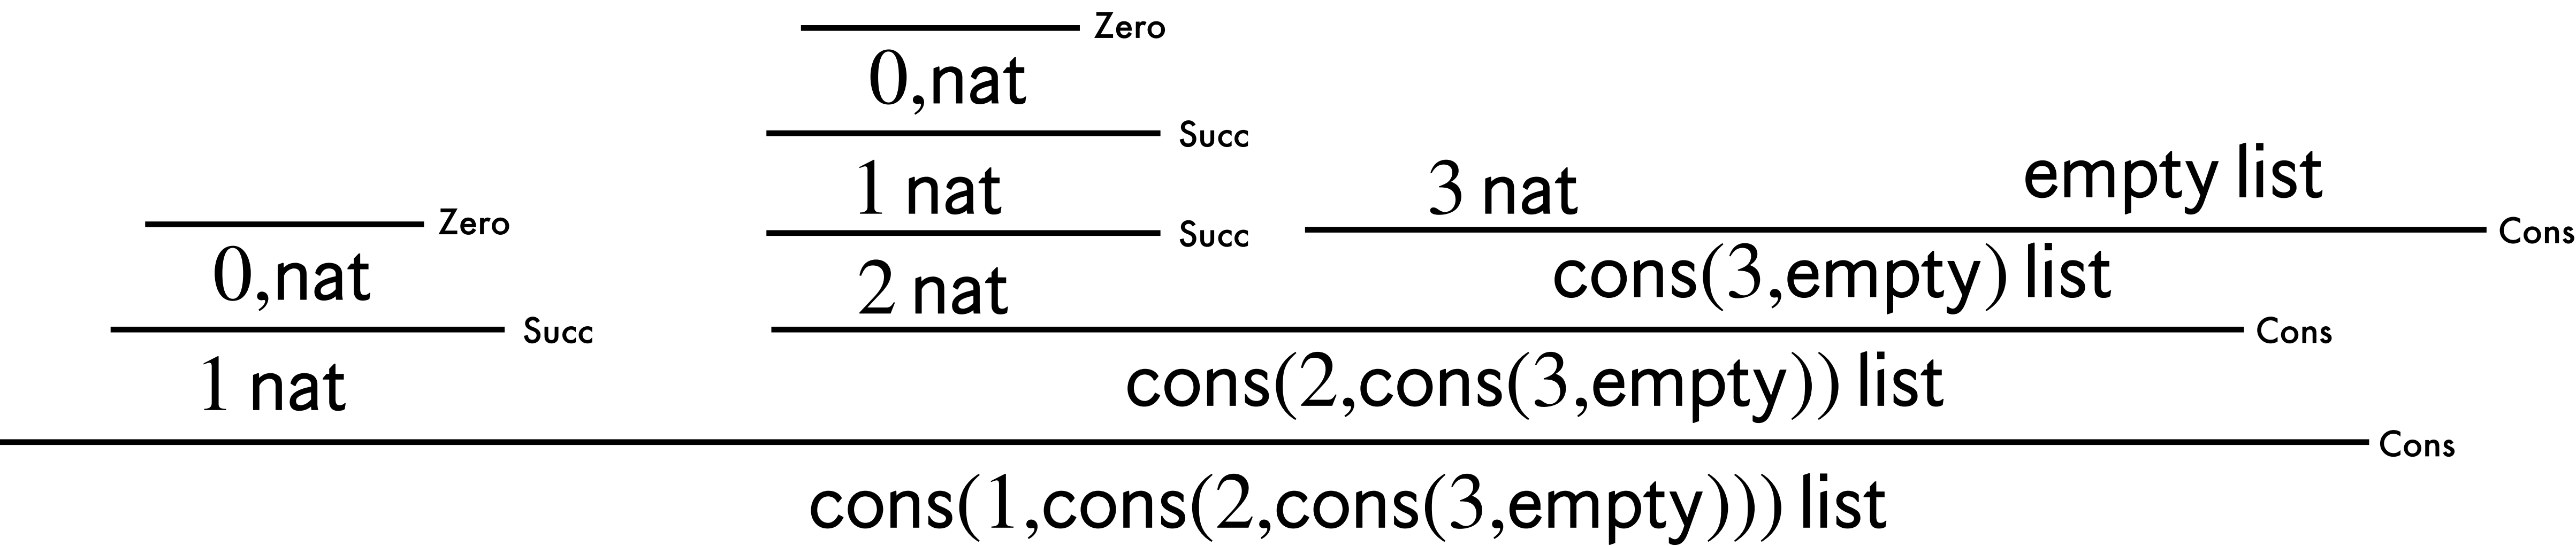 Zero
0,nat
Succ
1 nat
3 nat
empty list
Zero
Succ
Cons
0,nat
2 nat
cons(3,empty) list
Succ
Cons
1 nat
cons(2,cons(3,empty)) list
Cons
cons(1,cons(2,cons(3,empty))) list